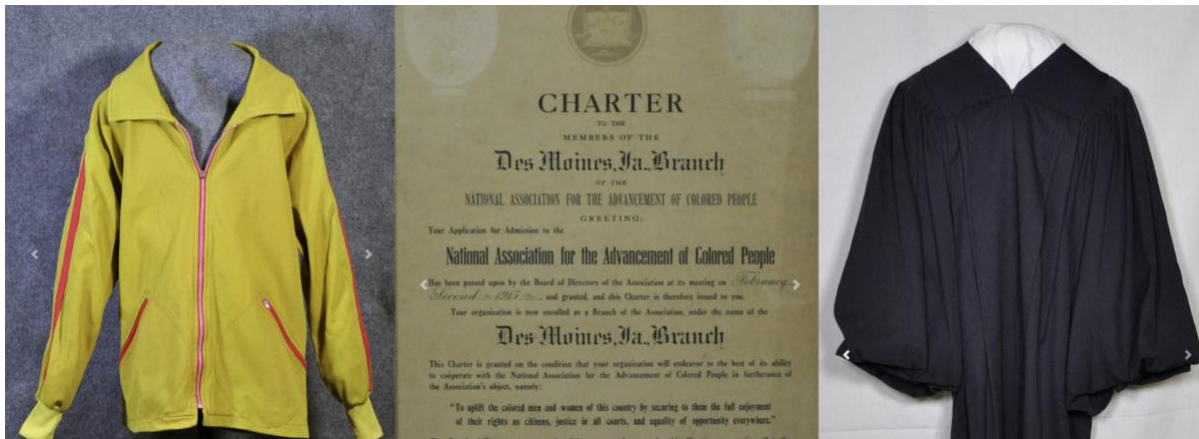 CHARTER
TO THE
MEMBERS OF THE
Des Moines, Ia., Branch
OF THE
NATIONAL ASSOCIATION FOR THE ADVANCEMENT OF COLORED PEOPLE
GREETING:
Your Application for Admission to the
National Association for the Advancement of Colored People
Has been passed upon by the Board of Directors of the Association at its meeting on February
Second 1915, and granted, and this Charter is therefore issued to you.
Your organization is now enrolled as a Branch of the Association, under the name of the
Des Moines, Ia., Branch
This Charter is granted on the condition that your organization will endeavor to the best of its ability
to cooperate with the National Association for the Advancement of Colored People in furtherance of
the Association's object, namely:
"To uplift the colored men and women of this country by securing to them the full enjoyment
of their rights as citizens, justice in all courts, and equality of opportunity everywhere."